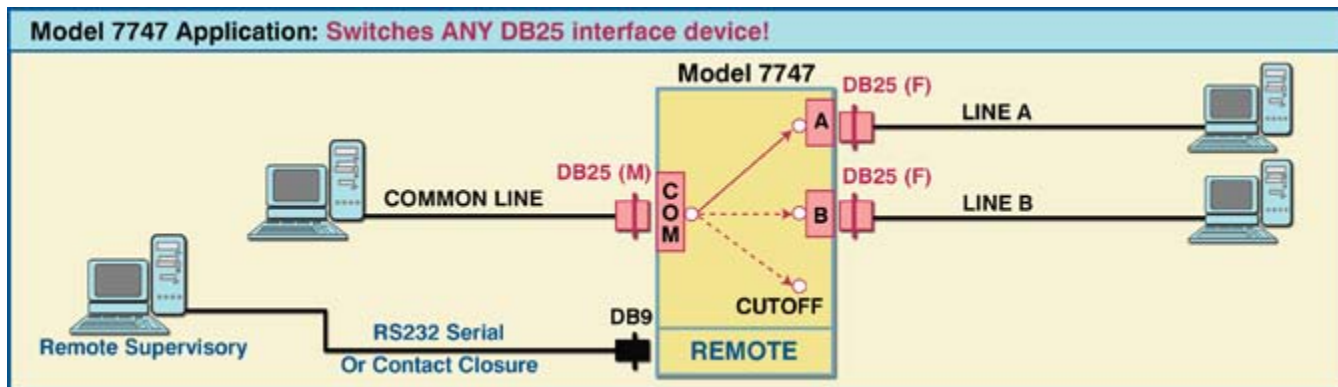 Model 7747 Application: Switches ANY DB25 interface device!
Model 7747
DB25 (F)
A
LINE A
DB25 (M)
COM
DB25 (F)
COMMON LINE
B
LINE B
CUTOFF
DB9
RS232 Serial
Or Contact Closure
Remote Supervisory
REMOTE